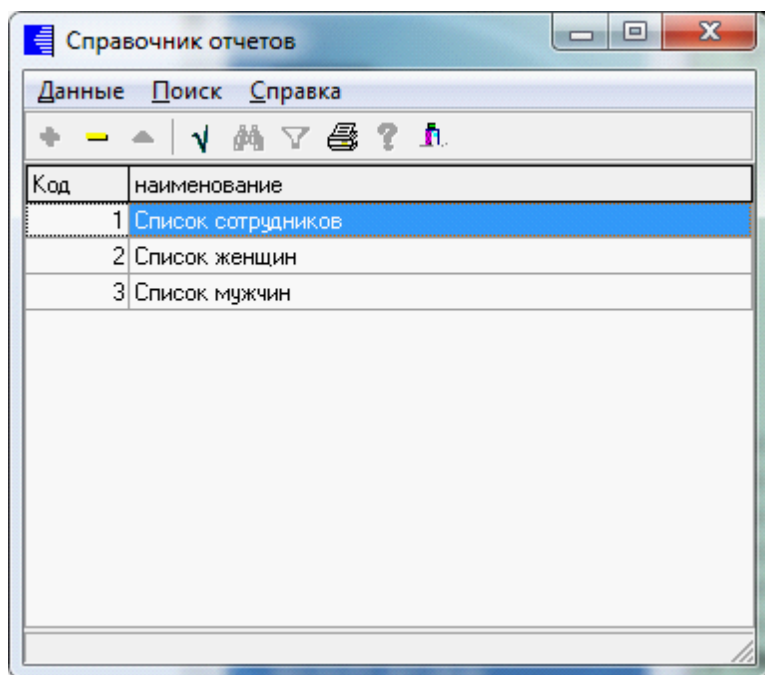 Справочник отчетов
Данные Поиск Справка
Код наименование
1 Список сотрудников
2 Список женщин
3 Список мужчин